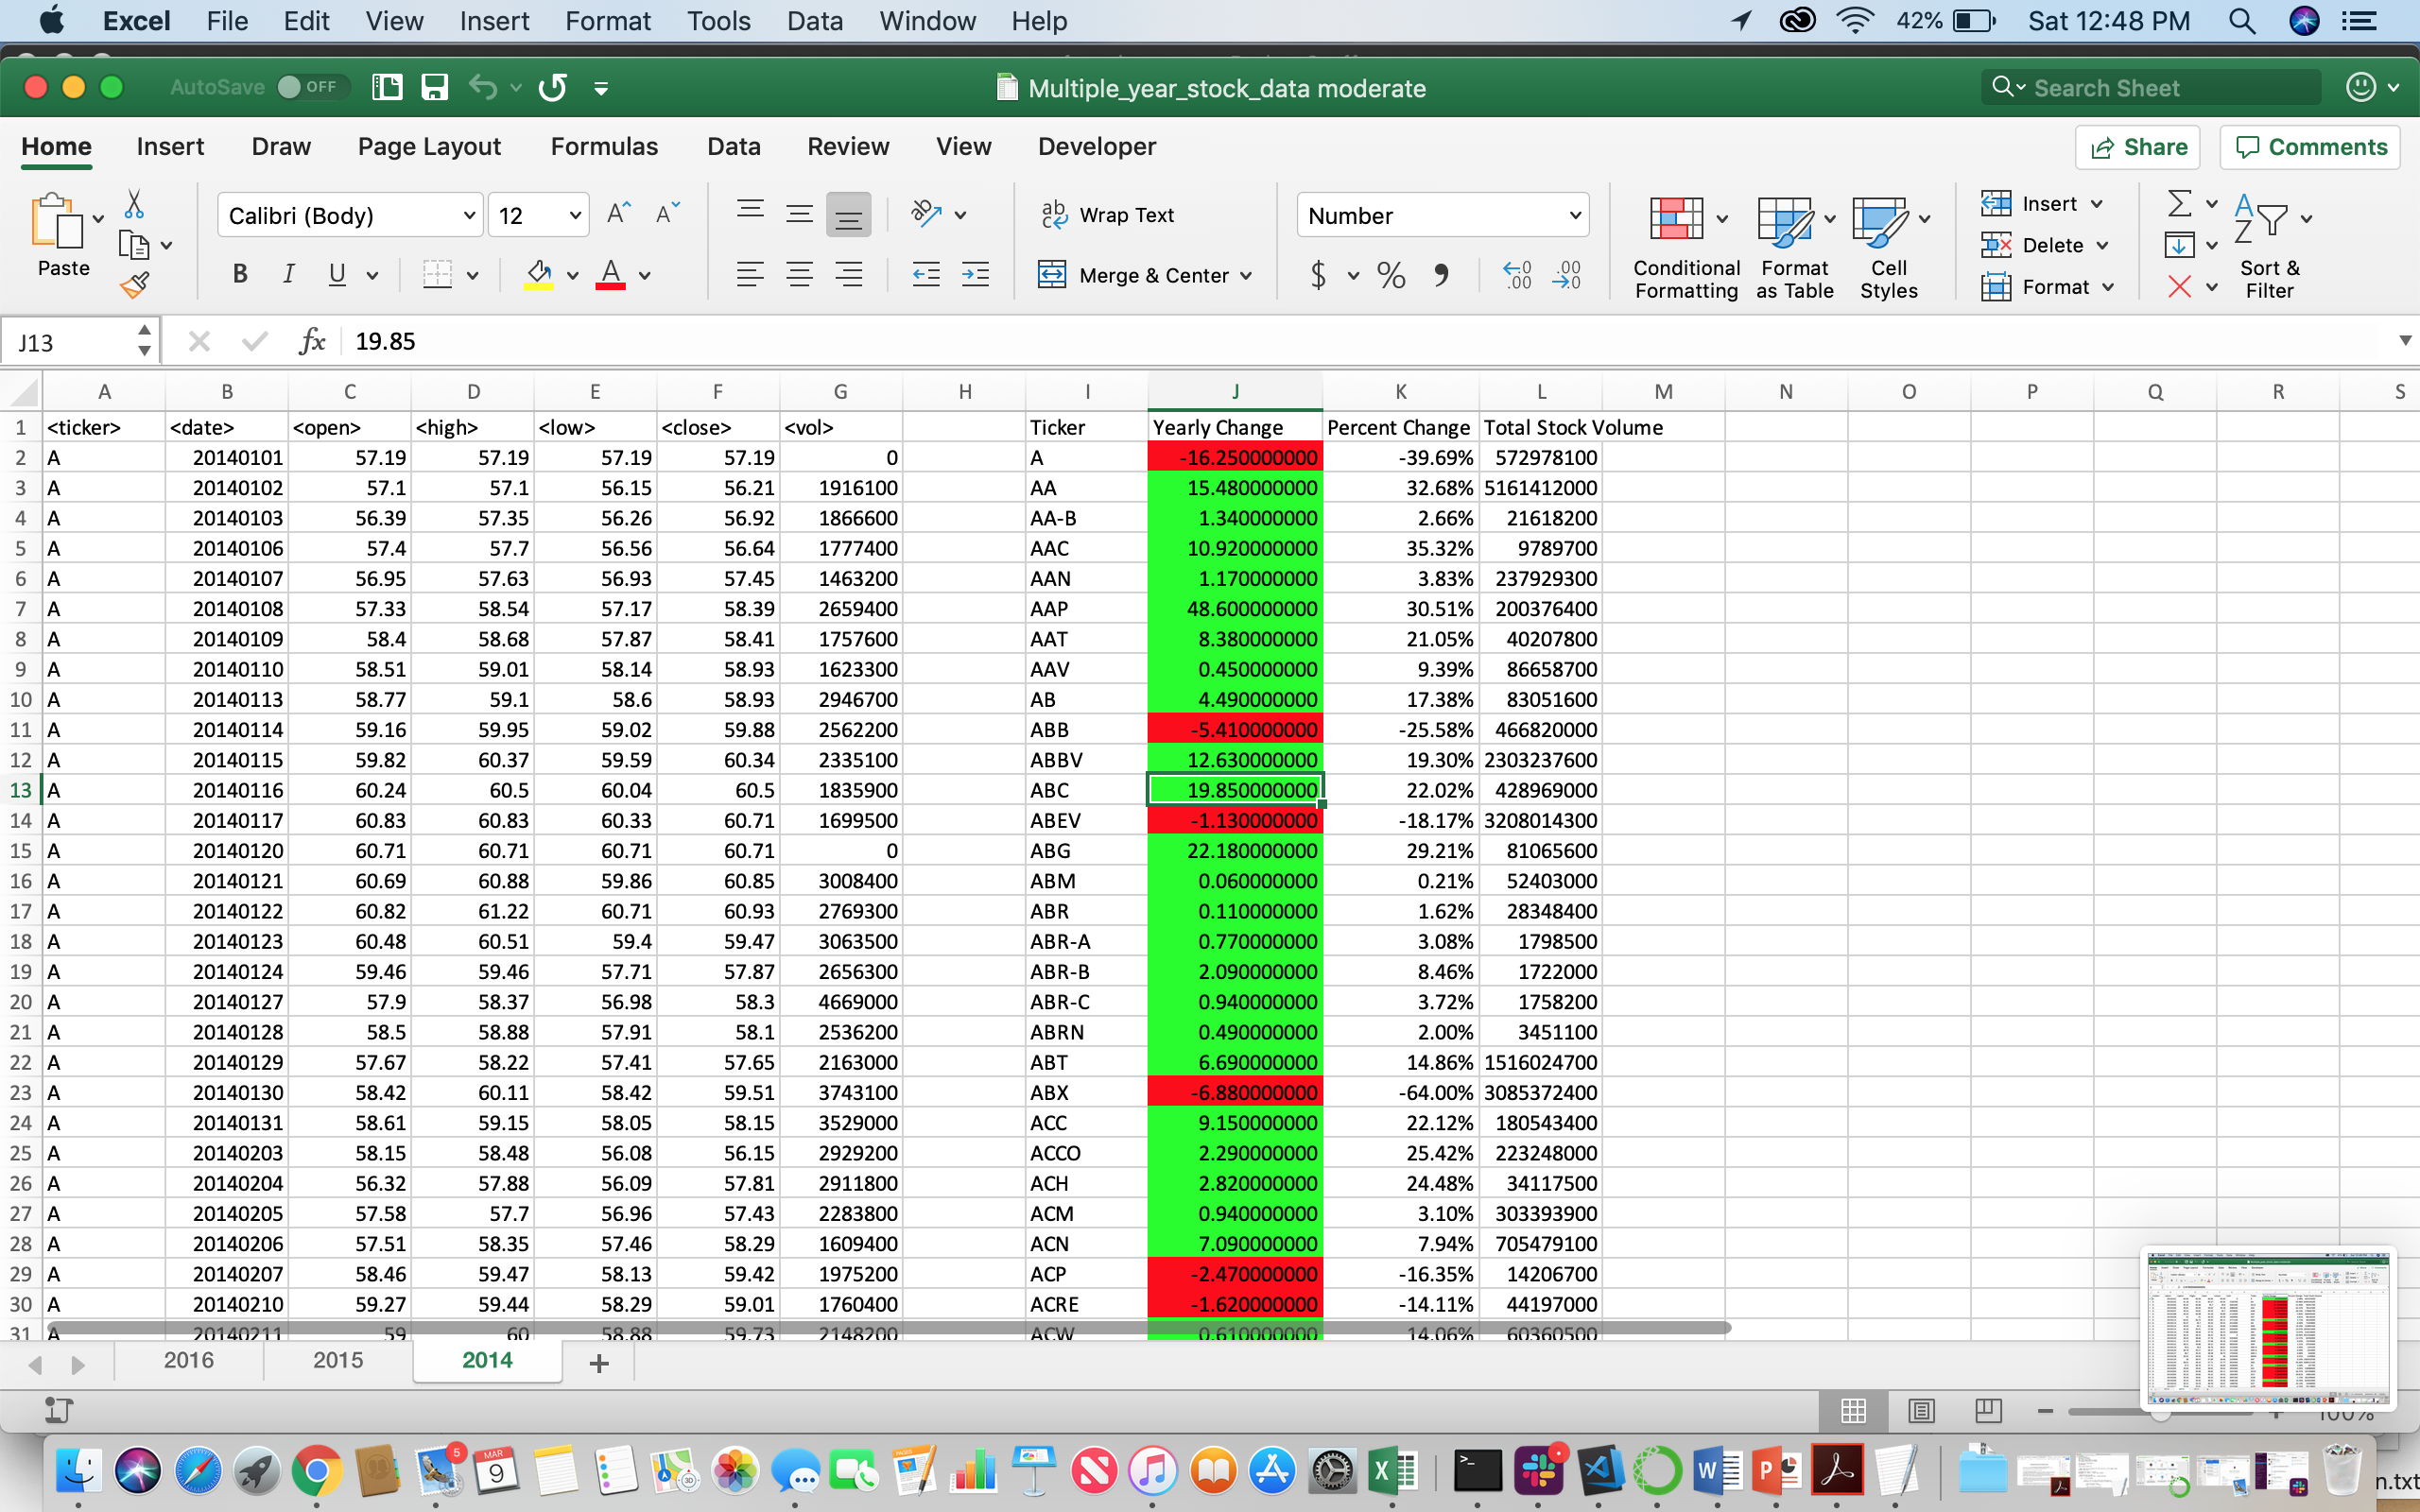 Excel File Edit View Insert Format Tools Data Window Help 42% Sat 12:48 PM
AutoSave OFF Multiple_year_stock_data moderate Search Sheet
Home Insert Draw Page Layout Formulas Data Review View Developer Share Comments
Paste Calibri (Body) 12 Wrap Text Number Insert
B I U Merge & Center $ % Conditional Formatting Format as Table Cell Styles Delete Format Sort & Filter
J13 fx 19.85
A B C D E F G H I J K L M N O P Q R S
1 <ticker> <date> <open> <high> <low> <close> <vol> Ticker Yearly Change Percent Change Total Stock Volume
2 A 20140101 57.19 57.19 57.19 57.19 0 A -16.250000000 -39.69% 572978100
3 A 20140102 57.1 57.1 56.15 56.21 1916100 AA 15.480000000 32.68% 5161412000
4 A 20140103 56.39 57.35 56.26 56.92 1866600 AA-B 1.340000000 2.66% 21618200
5 A 20140106 57.4 57.7 56.56 56.64 1777400 AAC 10.920000000 35.32% 9789700
6 A 20140107 56.95 57.63 56.93 57.45 1463200 AAN 1.170000000 3.83% 237929300
7 A 20140108 57.33 58.54 57.17 58.39 2659400 AAP 48.600000000 30.51% 200376400
8 A 20140109 58.4 58.68 57.87 58.41 1757600 AAT 8.380000000 21.05% 40207800
9 A 20140110 58.51 59.01 58.14 58.93 1623300 AAV 0.450000000 9.39% 86658700
10 A 20140113 58.77 59.1 58.6 58.93 2946700 AB 4.490000000 17.38% 83051600
11 A 20140114 59.16 59.95 59.02 59.88 2562200 ABB -5.410000000 -25.58% 466820000
12 A 20140115 59.82 60.37 59.59 60.34 2335100 ABBV 12.630000000 19.30% 2303237600
13 A 20140116 60.24 60.5 60.04 60.5 1835900 ABC 19.850000000 22.02% 428969000
14 A 20140117 60.83 60.83 60.33 60.71 1699500 ABEV -1.130000000 -18.17% 3208014300
15 A 20140120 60.71 60.71 60.71 60.71 0 ABG 22.180000000 29.21% 81065600
16 A 20140121 60.69 60.88 59.86 60.85 3008400 ABM 0.060000000 0.21% 52403000
17 A 20140122 60.82 61.22 60.71 60.93 2769300 ABR 0.110000000 1.62% 28348400
18 A 20140123 60.48 60.51 59.4 59.47 3063500 ABR-A 0.770000000 3.08% 1798500
19 A 20140124 59.46 59.46 57.71 57.87 2656300 ABR-B 2.090000000 8.46% 1722000
20 A 20140127 57.9 58.37 56.98 58.3 4669000 ABR-C 0.940000000 3.72% 1758200
21 A 20140128 58.5 58.88 57.91 58.1 2536200 ABRN 0.490000000 2.00% 3451100
22 A 20140129 57.67 58.22 57.41 57.65 2163000 ABT 6.690000000 14.86% 1516024700
23 A 20140130 58.42 60.11 58.42 59.51 3743100 ABX -6.880000000 -64.00% 3085372400
24 A 20140131 58.61 59.15 58.05 58.15 3529000 ACC 9.150000000 22.12% 180543400
25 A 20140203 58.15 58.48 56.08 56.15 2929200 ACCO 2.290000000 25.42% 223248000
26 A 20140204 56.32 57.88 56.09 57.81 2911800 ACH 2.820000000 24.48% 34117500
27 A 20140205 57.58 57.7 56.96 57.43 2283800 ACM 0.940000000 3.10% 303393900
28 A 20140206 57.51 58.35 57.46 58.29 1609400 ACN 7.090000000 7.94% 705479100
29 A 20140207 58.46 59.47 58.13 59.42 1975200 ACP -2.470000000 -16.35% 14206700
30 A 20140210 59.27 59.44 58.29 59.01 1760400 ACRE -1.620000000 -14.11% 44197000
31 A 20140211 59 60 58.88 59.73 2148200 ACW 0.610000000 14.06% 60360500
2016 2015 2014
100%
5 MAR 9 n.txt